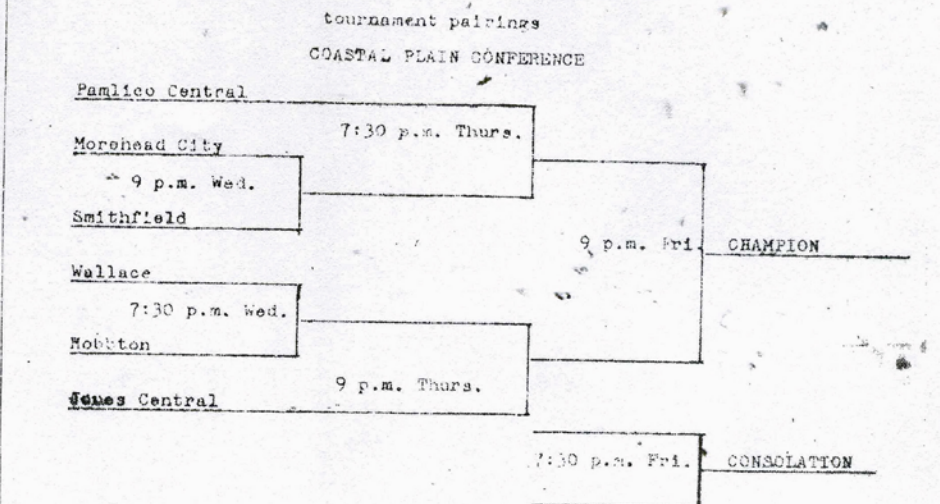 tournament pairings
COASTAL PLAIN CONFERENCE
Pamlico Central
7:30 p.m. Thurs.
Morehead City
9 p.m. Wed.
Smithfield
9 p.m. Fri.
CHAMPION
Wallace
7:30 p.m. Wed.
9 p.m. Thurs.
Jones Central
7:30 p.m. Fri.
CONSOLATION